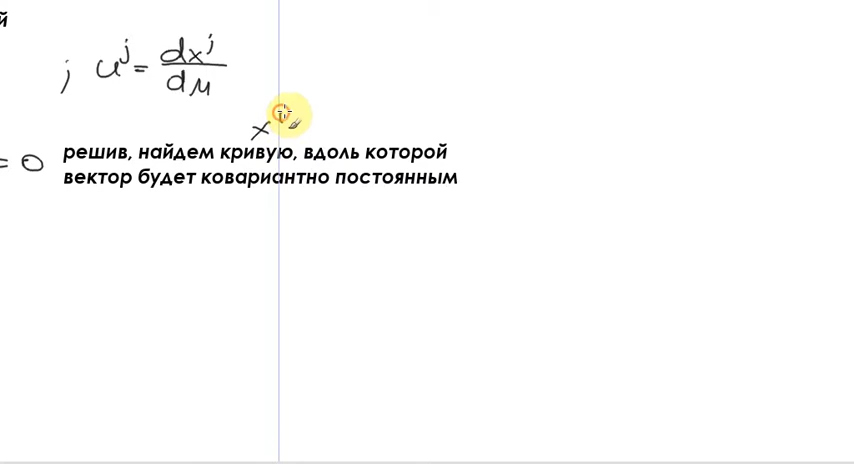 й
; u^j = dx^j / dμ
x
= 0 решив, найдем кривую, вдоль которой
вектор будет ковариантно постоянным